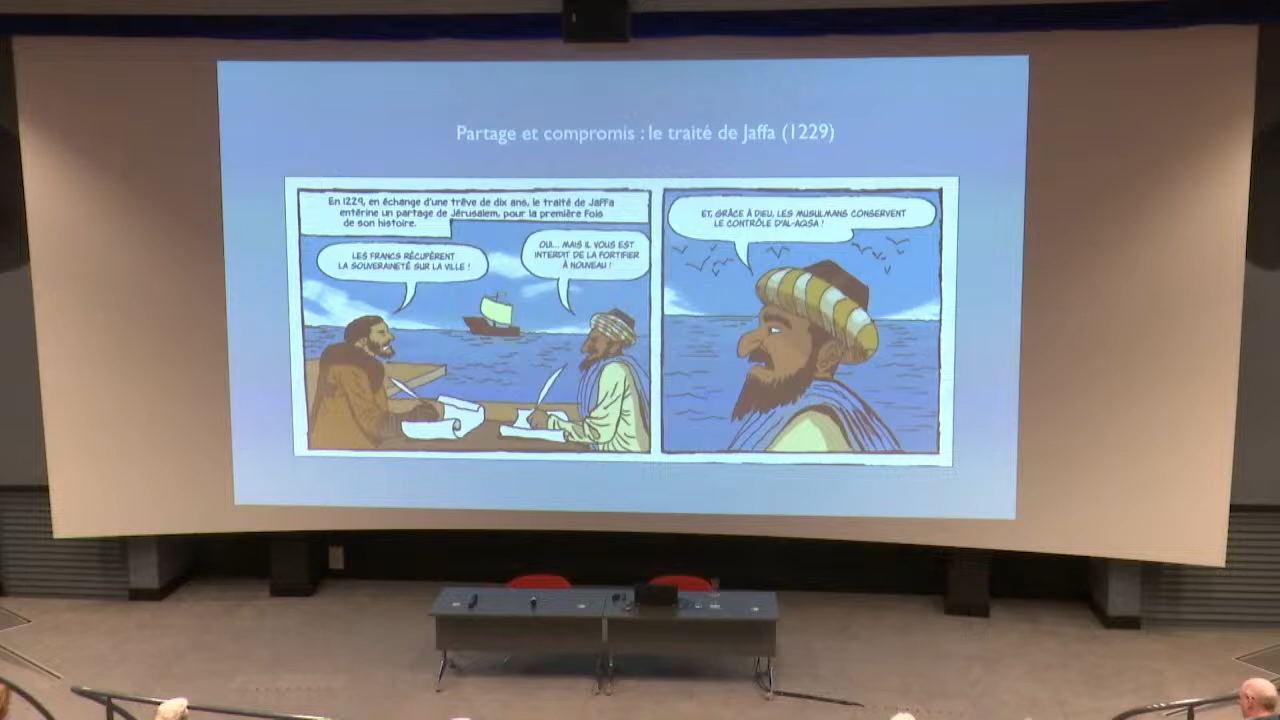 Partage et compromis : le traité de Jaffa (1229)
En 1229, en échange d'une trêve de dix ans, le traité de Jaffa
entérine un partage de Jérusalem, pour la première fois
de son histoire.
LES FRANCS RÉCUPÈRENT
LA SOUVERAINETÉ SUR LA VILLE !
OUI... MAIS IL VOUS EST
INTERDIT DE LA FORTIFIER
À NOUVEAU !
ET, GRÂCE À DIEU, LES MUSULMANS CONSERVENT
LE CONTRÔLE D'AL-AQSA !